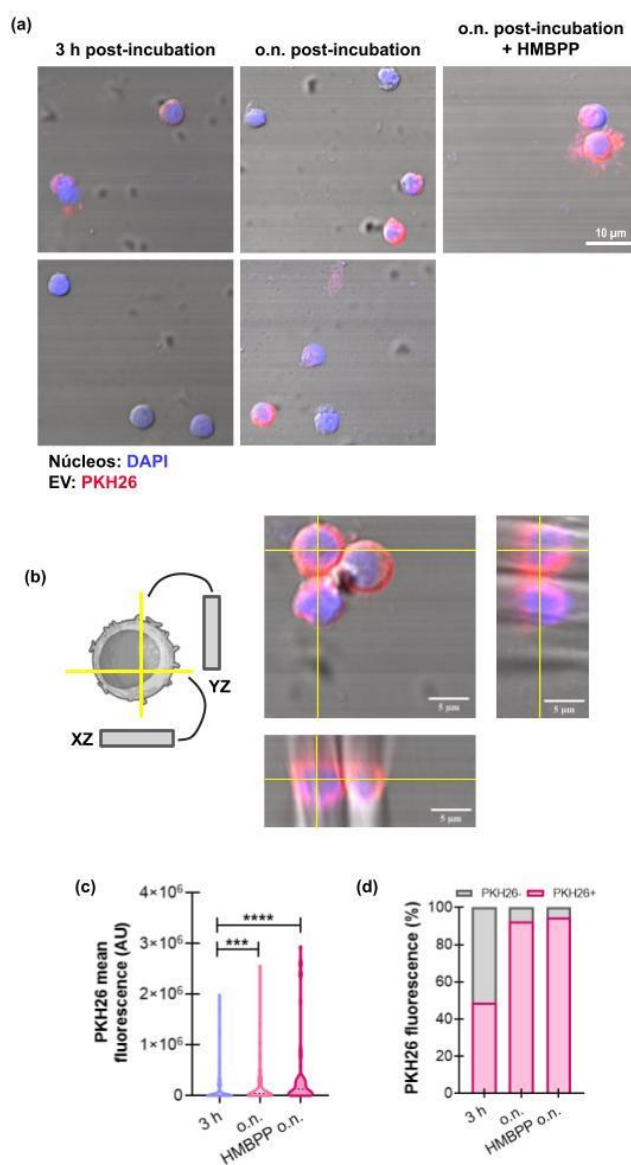 (a)
3 h post-incubation
o.n. post-incubation
o.n. post-incubation
+ HMBPP
10 µm
Núcleos: DAPI
EV: PKH26
(b)
YZ
XZ
5 µm
5 µm
5 µm
(c)
PKH26 mean
fluorescence (AU)
4×10⁶
3×10⁶
2×10⁶
1×10⁶
0
****
***
3 h
o.n.
HMBPP o.n.
(d)
PKH26- PKH26+
PKH26 fluorescence (%)
100
80
60
40
20
0
3 h
o.n.
HMBPP o.n.